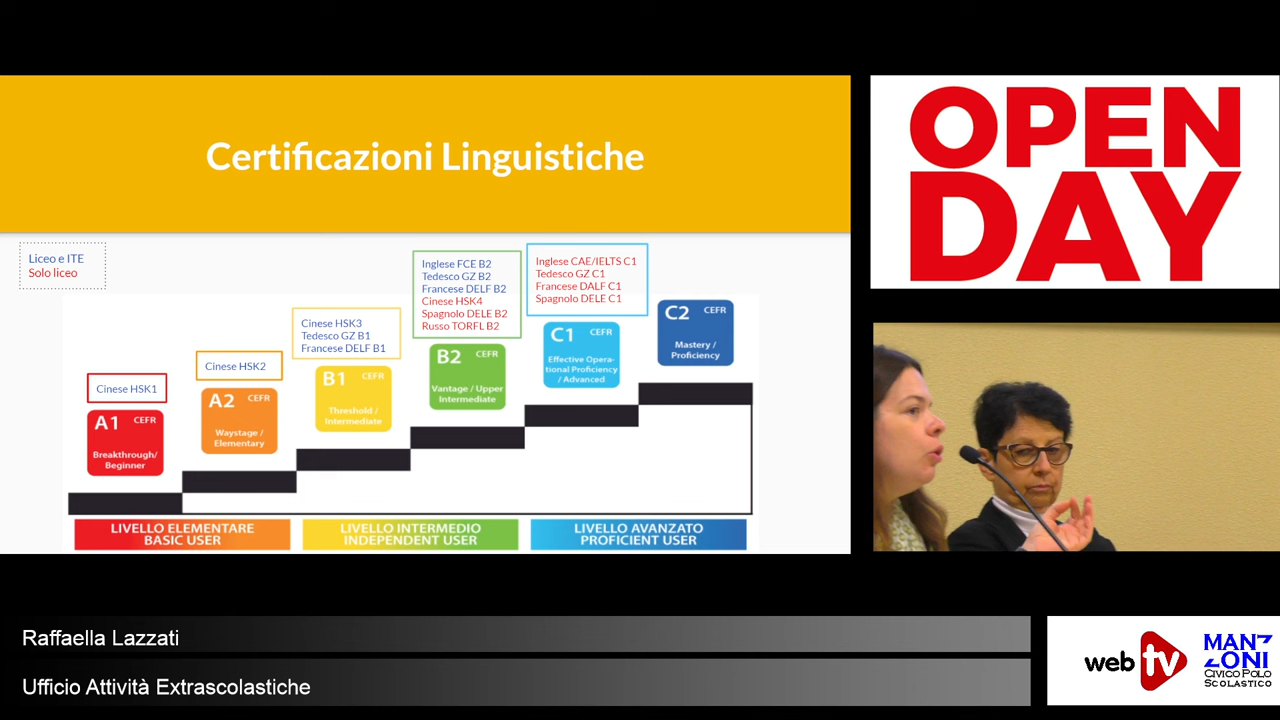 Certificazioni Linguistiche
OPEN
DAY
Liceo e ITE
Solo liceo
Cinese HSK1
A1 CEFR
Breakthrough/
Beginner
Cinese HSK2
A2 CEFR
Waystage /
Elementary
Cinese HSK3
Tedesco GZ B1
Francese DELF B1
B1 CEFR
Threshold /
Intermediate
Inglese FCE B2
Tedesco GZ B2
Francese DELF B2
Cinese HSK4
Spagnolo DELE B2
Russo TORFL B2
B2 CEFR
Vantage / Upper
Intermediate
Inglese CAE/IELTS C1
Tedesco GZ C1
Francese DALF C1
Spagnolo DELE C1
C1 CEFR
Effective Opera-
tional Proficiency
/ Advanced
C2 CEFR
Mastery /
Proficiency
LIVELLO ELEMENTARE
BASIC USER
LIVELLO INTERMEDIO
INDEPENDENT USER
LIVELLO AVANZATO
PROFICIENT USER
Raffaella Lazzati
Ufficio Attività Extrascolastiche
web tv
MANZ
ZONI
CIVICO POLO
SCOLASTICO